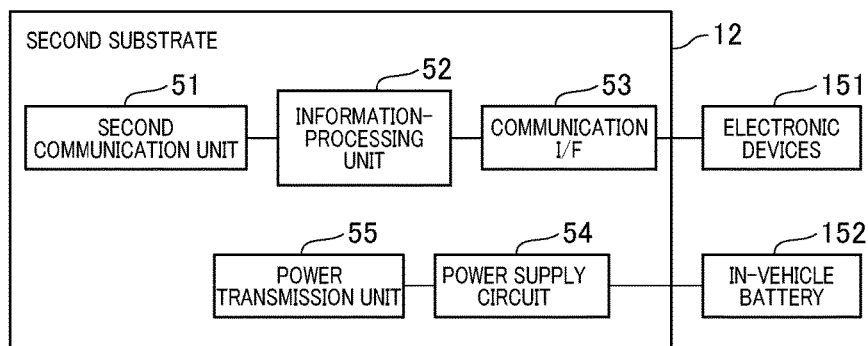 SECOND SUBSTRATE
12
51
52
53
151
SECOND
COMMUNICATION UNIT
INFORMATION-
PROCESSING
UNIT
COMMUNICATION
I/F
ELECTRONIC
DEVICES
55
54
152
POWER
TRANSMISSION UNIT
POWER SUPPLY
CIRCUIT
IN-VEHICLE
BATTERY